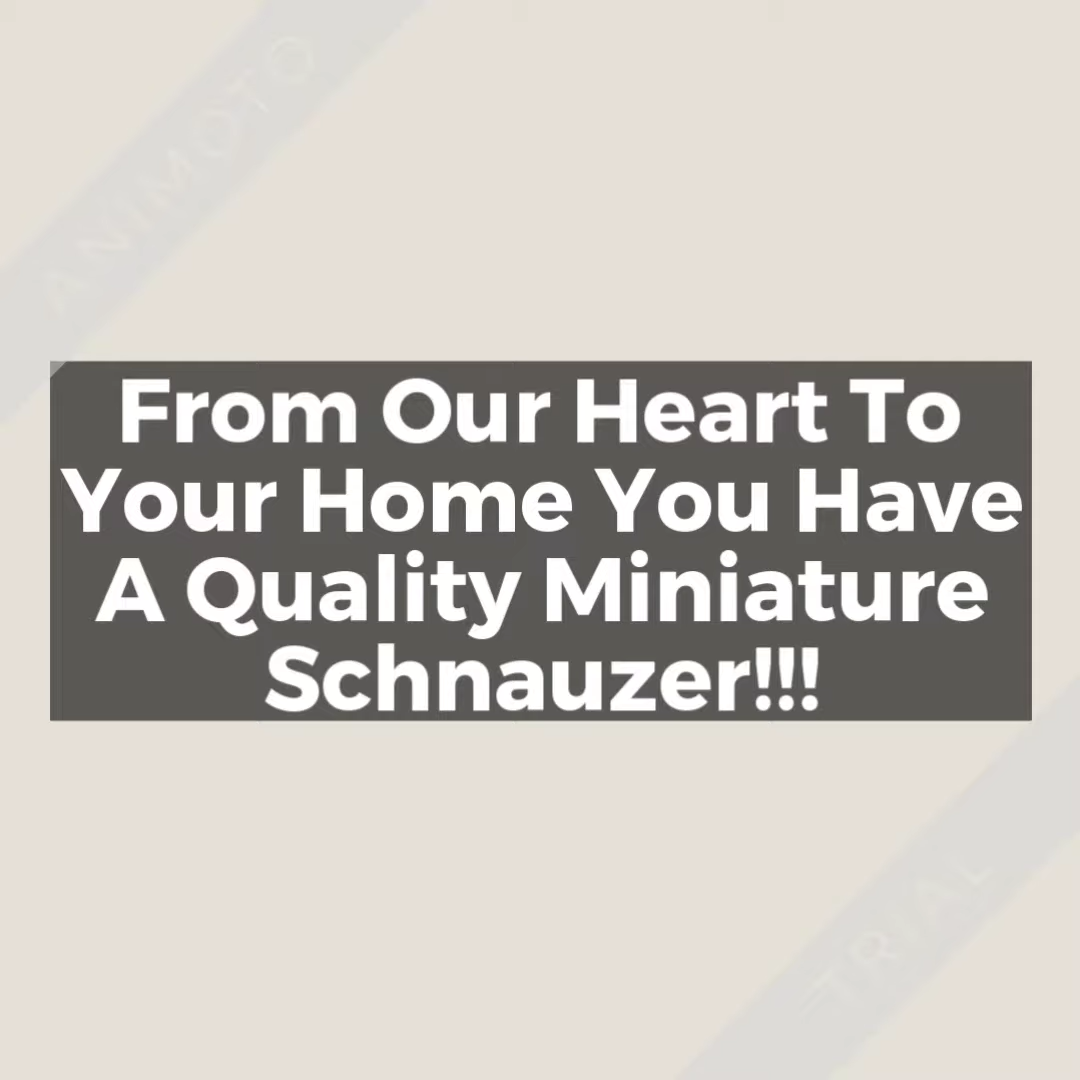 ANIMOTO
From Our Heart To
Your Home You Have
A Quality Miniature
Schnauzer!!!
TRIAL